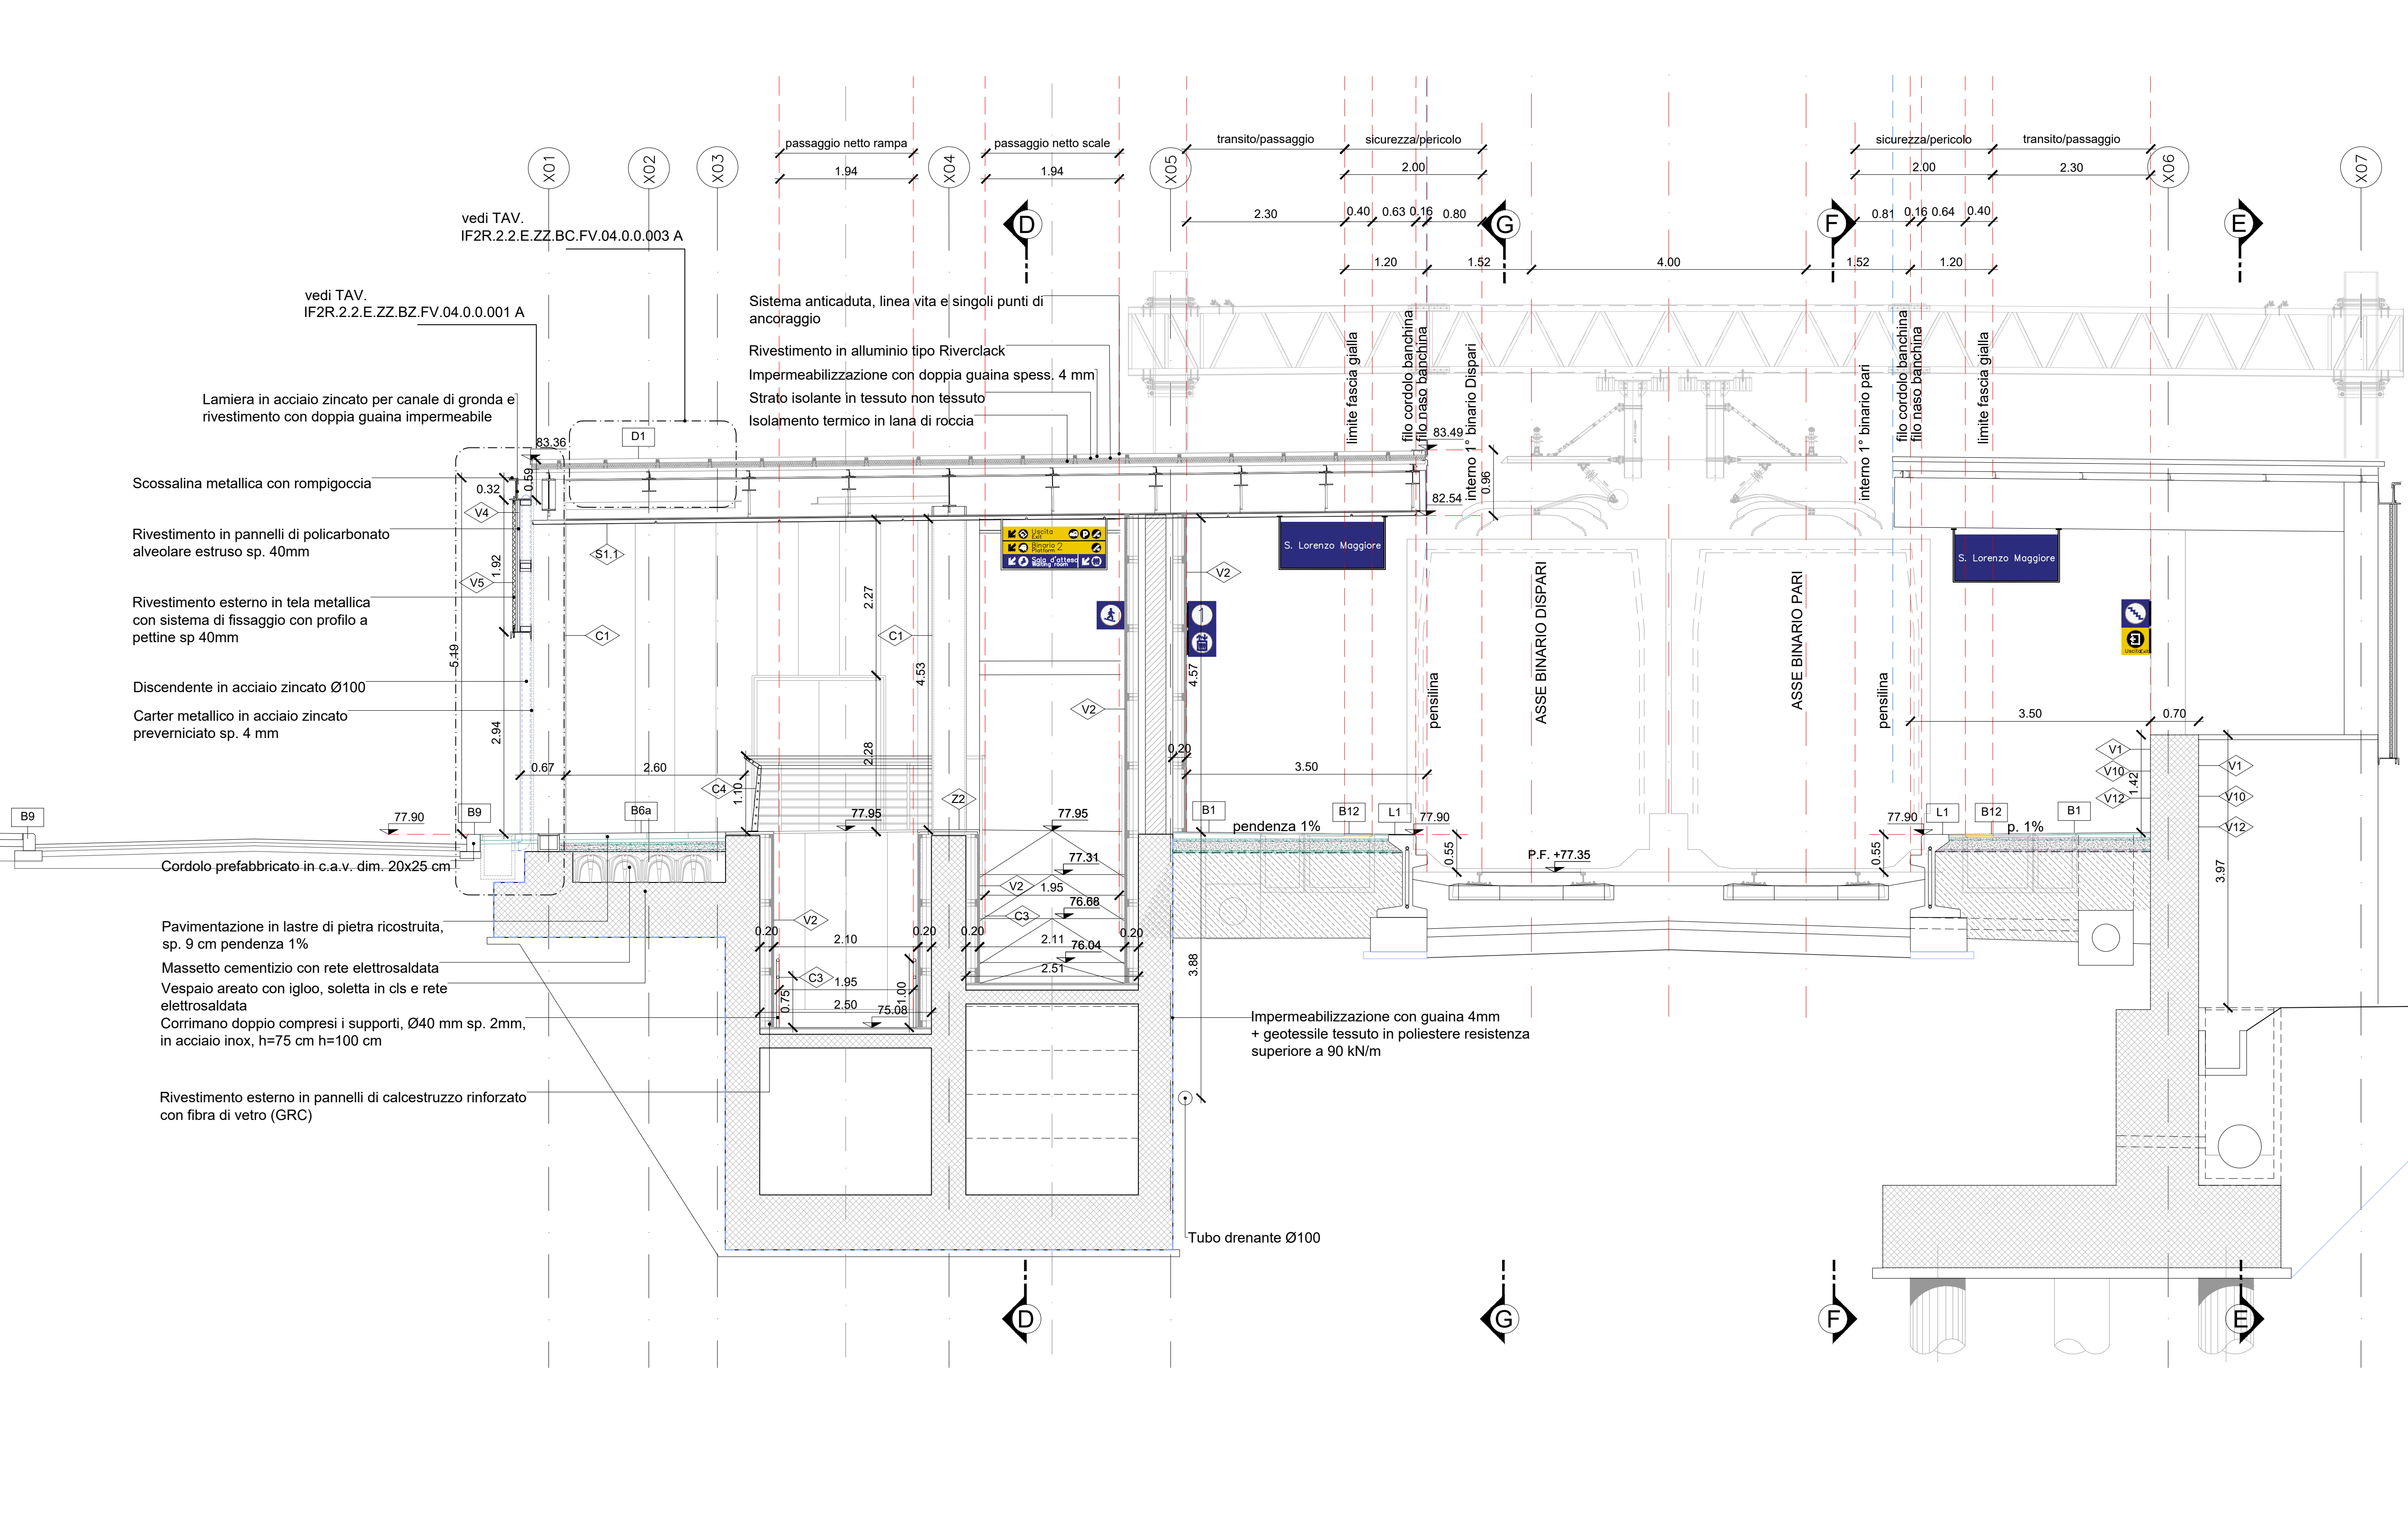 passaggio netto rampa
passaggio netto scale
transito/passaggio
sicurezza/pericolo
sicurezza/pericolo
transito/passaggio
X01
X02
X03
X04
X05
X06
X07
1.94
1.94
2.00
2.00
2.30
vedi TAV.
IF2R.2.2.E.ZZ.BC.FV.04.0.0.003 A
D
2.30
0.40
0.63
0.16
0.80
G
F
0.81
0.16
0.64
0.40
E
1.20
1.52
4.00
1.52
1.20
vedi TAV.
IF2R.2.2.E.ZZ.BZ.FV.04.0.0.001 A
Sistema anticaduta, linea vita e singoli punti di
ancoraggio
Rivestimento in alluminio tipo Riverclack
Impermeabilizzazione con doppia guaina spess. 4 mm
Strato isolante in tessuto non tessuto
Isolamento termico in lana di roccia
limite fascia gialla
filo cordolo banchina
filo naso banchina
interno 1° binario Dispari
interno 1° binario pari
filo cordolo banchina
filo naso banchina
limite fascia gialla
Lamiera in acciaio zincato per canale di gronda e
rivestimento con doppia guaina impermeabile
D1
83.36
83.49
0.59
0.96
82.54
Scossalina metallica con rompigoccia
0.32
V4
Rivestimento in pannelli di policarbonato
alveolare estruso sp. 40mm
S1.1
1.92
V5
Rivestimento esterno in tela metallica
con sistema di fissaggio con profilo a
pettine sp 40mm
C1
C1
2.27
Uscita
Exit
P
Binario 2
Platform
Sala d'attesa
Waiting room
S. Lorenzo Maggiore
S. Lorenzo Maggiore
V2
1
UscitaExit
5.19
4.53
4.57
ASSE BINARIO DISPARI
ASSE BINARIO PARI
pensilina
pensilina
Discendente in acciaio zincato Ø100
Carter metallico in acciaio zincato
preverniciato sp. 4 mm
2.94
V2
2.28
0.20
3.50
0.70
0.67
2.60
3.50
C4
1.10
Z2
V1
V10
V12
1.42
V1
V10
V12
B9
77.90
B9
B6a
77.95
77.95
B1
B12
L1
77.90
77.90
L1
B12
B1
pendenza 1%
p. 1%
0.55
P.F. +77.35
0.55
3.97
Cordolo prefabbricato in c.a.v. dim. 20x25 cm
77.31
V2
1.95
76.68
C3
V2
Pavimentazione in lastre di pietra ricostruita,
sp. 9 cm pendenza 1%
0.20
2.10
0.20
0.20
2.11
0.20
76.04
2.51
3.88
Massetto cementizio con rete elettrosaldata
Vespaio areato con igloo, soletta in cls e rete
elettrosaldata
C3
1.95
0.75
1.00
2.50
75.08
Corrimano doppio compresi i supporti, Ø40 mm sp. 2mm,
in acciaio inox, h=75 cm h=100 cm
Impermeabilizzazione con guaina 4mm
+ geotessile tessuto in poliestere resistenza
superiore a 90 kN/m
Rivestimento esterno in pannelli di calcestruzzo rinforzato
con fibra di vetro (GRC)
Tubo drenante Ø100
D
G
F
E